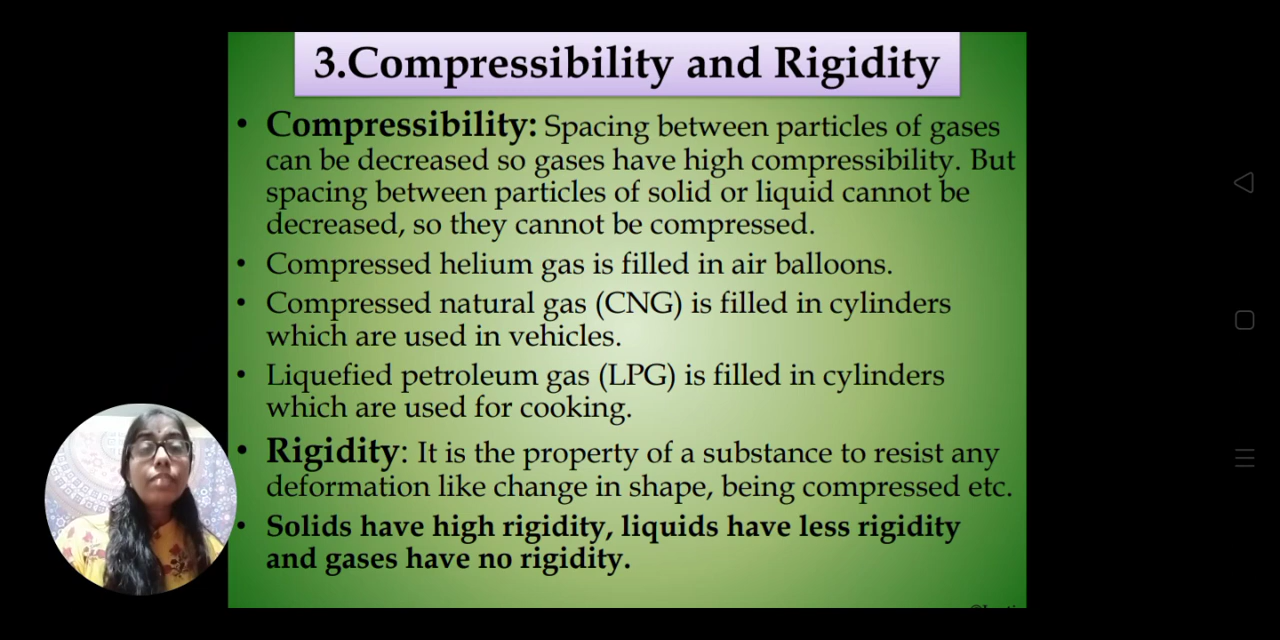 3.Compressibility and Rigidity
• Compressibility: Spacing between particles of gases
can be decreased so gases have high compressibility. But
spacing between particles of solid or liquid cannot be
decreased, so they cannot be compressed.
• Compressed helium gas is filled in air balloons.
• Compressed natural gas (CNG) is filled in cylinders
which are used in vehicles.
• Liquefied petroleum gas (LPG) is filled in cylinders
which are used for cooking.
• Rigidity: It is the property of a substance to resist any
deformation like change in shape, being compressed etc.
• Solids have high rigidity, liquids have less rigidity
and gases have no rigidity.